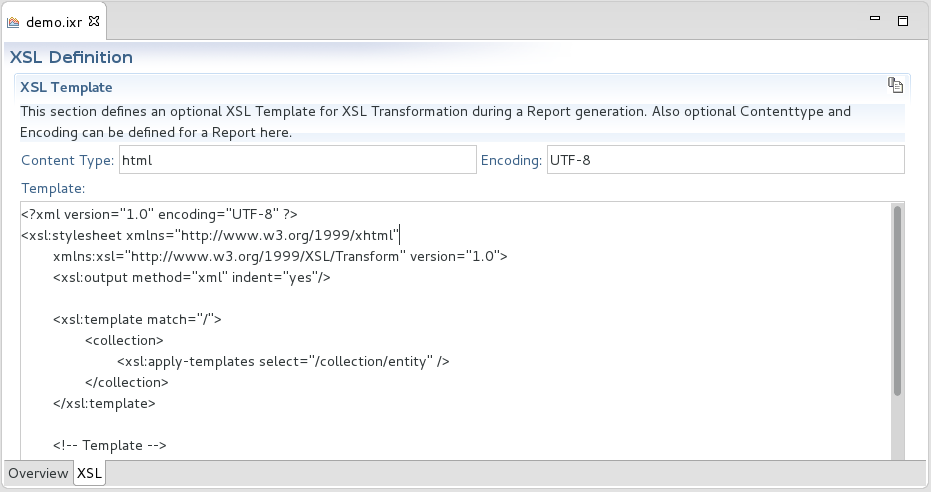 demo.ixr
XSL Definition
XSL Template
This section defines an optional XSL Template for XSL Transformation during a Report generation. Also optional Contenttype and
Encoding can be defined for a Report here.
Content Type: html Encoding: UTF-8
Template:
<?xml version="1.0" encoding="UTF-8" ?>
<xsl:stylesheet xmlns="http://www.w3.org/1999/xhtml"
xmlns:xsl="http://www.w3.org/1999/XSL/Transform" version="1.0">
<xsl:output method="xml" indent="yes"/>
<xsl:template match="/">
<collection>
<xsl:apply-templates select="/collection/entity" />
</collection>
</xsl:template>
<!-- Template -->
Overview XSL